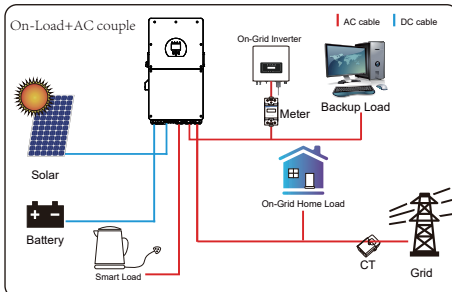 On-Load+AC couple
AC cable
DC cable
On-Grid Inverter
Meter
Backup Load
Solar
On-Grid Home Load
Battery
Smart Load
CT
Grid